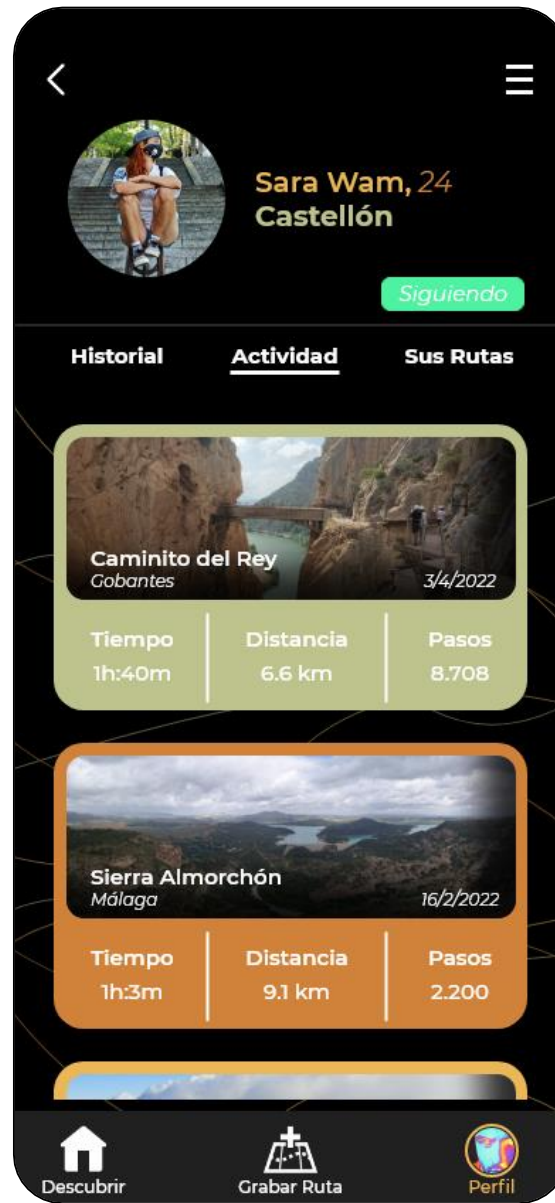 Sara Wam, 24
Castellón
Siguiendo
Historial Actividad Sus Rutas
Caminito del Rey
Gobantes 3/4/2022
Tiempo Distancia Pasos
1h:40m 6.6 km 8.708
Sierra Almorchón
Málaga 16/2/2022
Tiempo Distancia Pasos
1h:3m 9.1 km 2.200
Descubrir Grabar Ruta Perfil